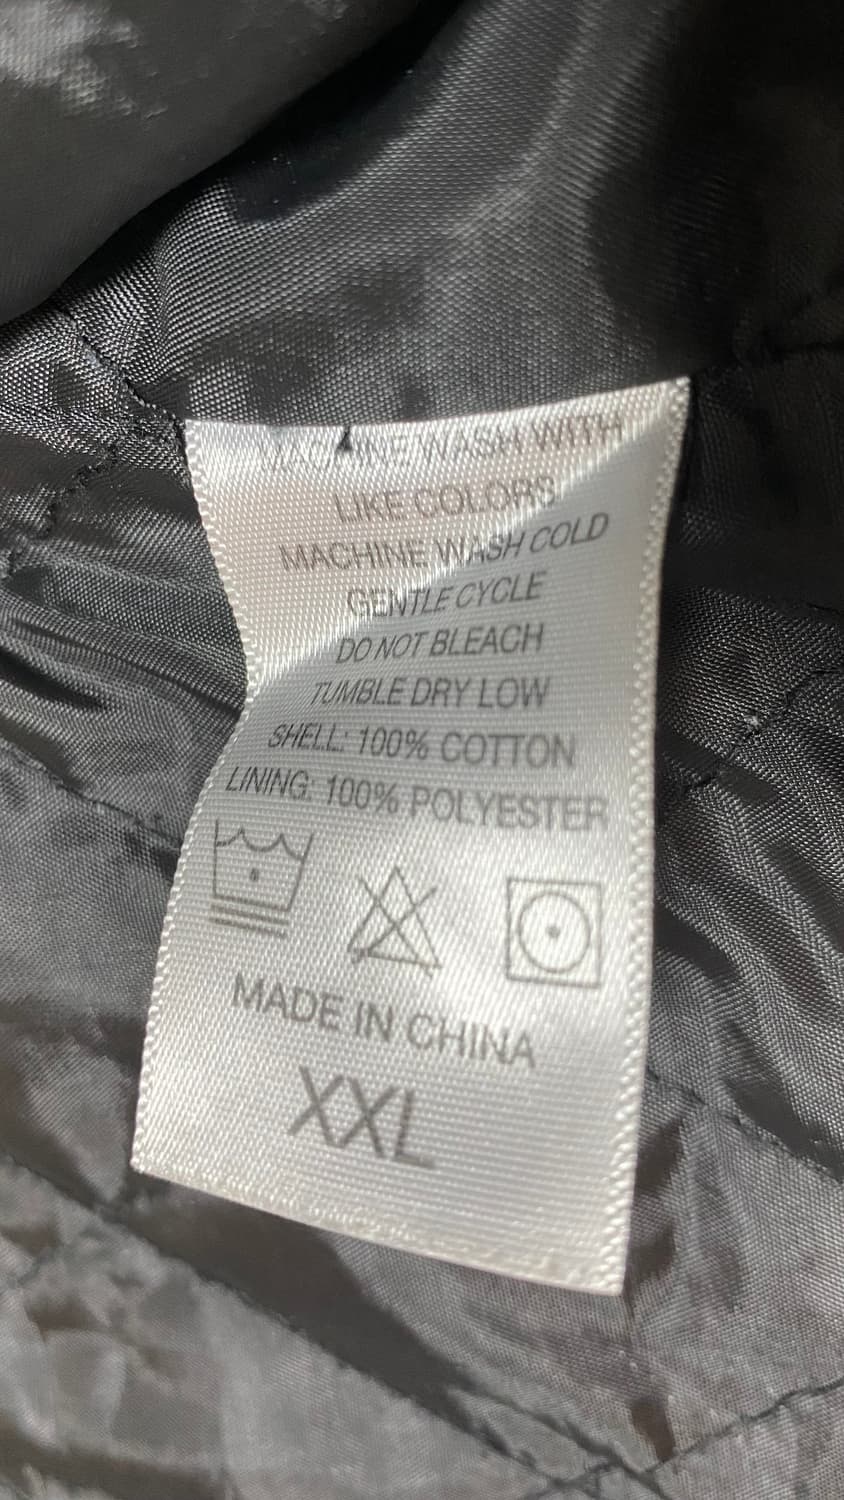 MACHINE WASH WITH
LIKE COLORS
MACHINE WASH COLD
GENTLE CYCLE
DO NOT BLEACH
TUMBLE DRY LOW
SHELL: 100% COTTON
LINING: 100% POLYESTER
MADE IN CHINA
XXL